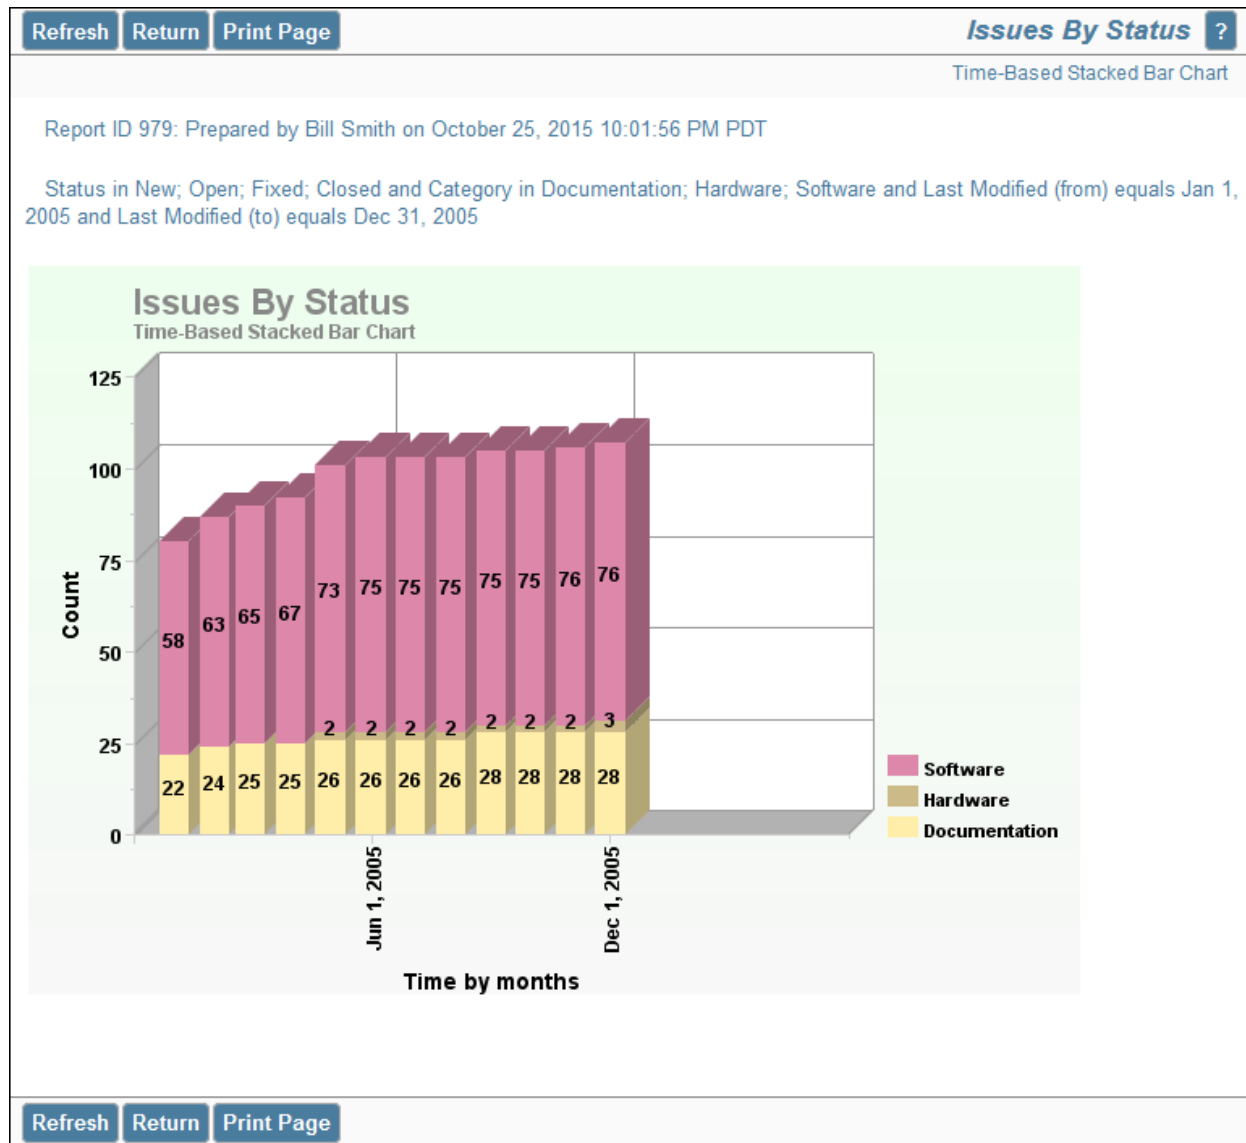 Refresh Return Print Page Issues By Status ?
Time-Based Stacked Bar Chart
Report ID 979: Prepared by Bill Smith on October 25, 2015 10:01:56 PM PDT
Status in New; Open; Fixed; Closed and Category in Documentation; Hardware; Software and Last Modified (from) equals Jan 1,
2005 and Last Modified (to) equals Dec 31, 2005
Issues By Status
Time-Based Stacked Bar Chart
125
100
75
50
25
0
Count
58 63 65 67 73 75 75 75 75 75 76 76
2 2 2 2 2 2 2 3
22 24 25 25 26 26 26 26 28 28 28 28
Software
Hardware
Documentation
Jun 1, 2005
Dec 1, 2005
Time by months
Refresh Return Print Page